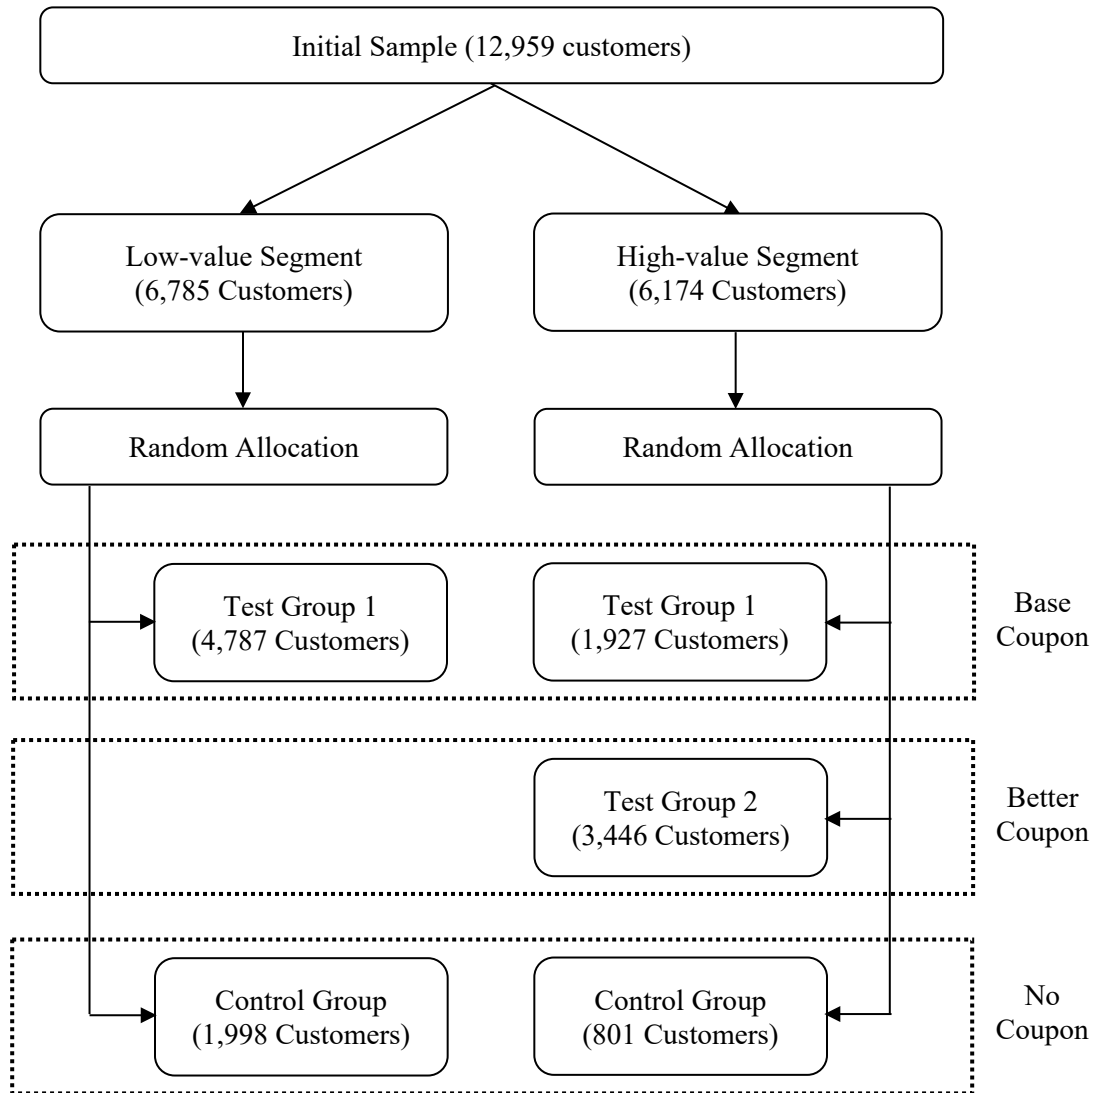 Initial Sample (12,959 customers)
Low-value Segment
(6,785 Customers)
High-value Segment
(6,174 Customers)
Random Allocation
Random Allocation
Test Group 1
(4,787 Customers)
Test Group 1
(1,927 Customers)
Base
Coupon
Test Group 2
(3,446 Customers)
Better
Coupon
Control Group
(1,998 Customers)
Control Group
(801 Customers)
No
Coupon